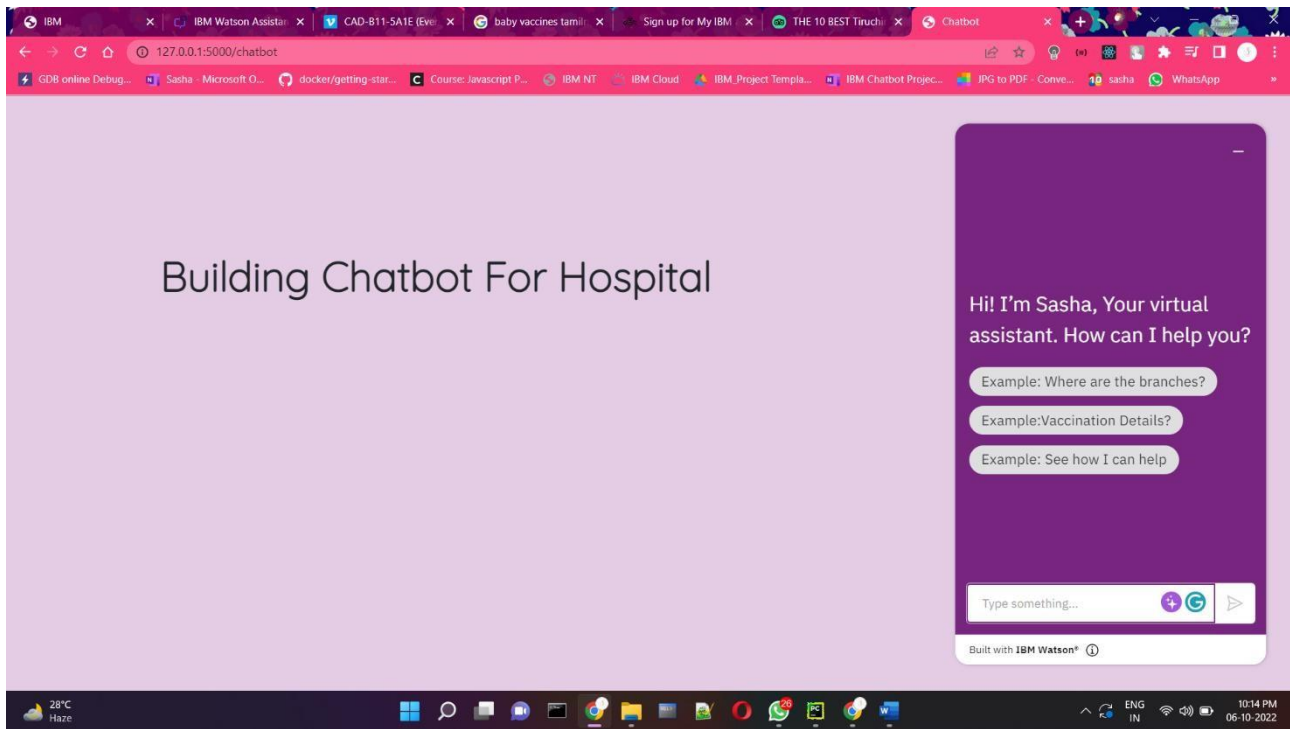 IBM
IBM Watson Assistan
CAD-B11-5A1E (Eve
baby vaccines tamiln
Sign up for My IBM
THE 10 BEST Tiruchi
Chatbot
127.0.0.1:5000/chatbot
GDB online Debug...
Sasha - Microsoft O...
docker/getting-star...
Course: Javascript P...
IBM NT
IBM Cloud
IBM_Project Templa...
IBM Chatbot Projec...
JPG to PDF - Conve...
sasha
WhatsApp
Building Chatbot For Hospital
Hi! I'm Sasha, Your virtual
assistant. How can I help you?
Example: Where are the branches?
Example:Vaccination Details?
Example: See how I can help
Type something...
Built with IBM Watson®
28°C
Haze
26
ENG
IN
10:14 PM
06-10-2022